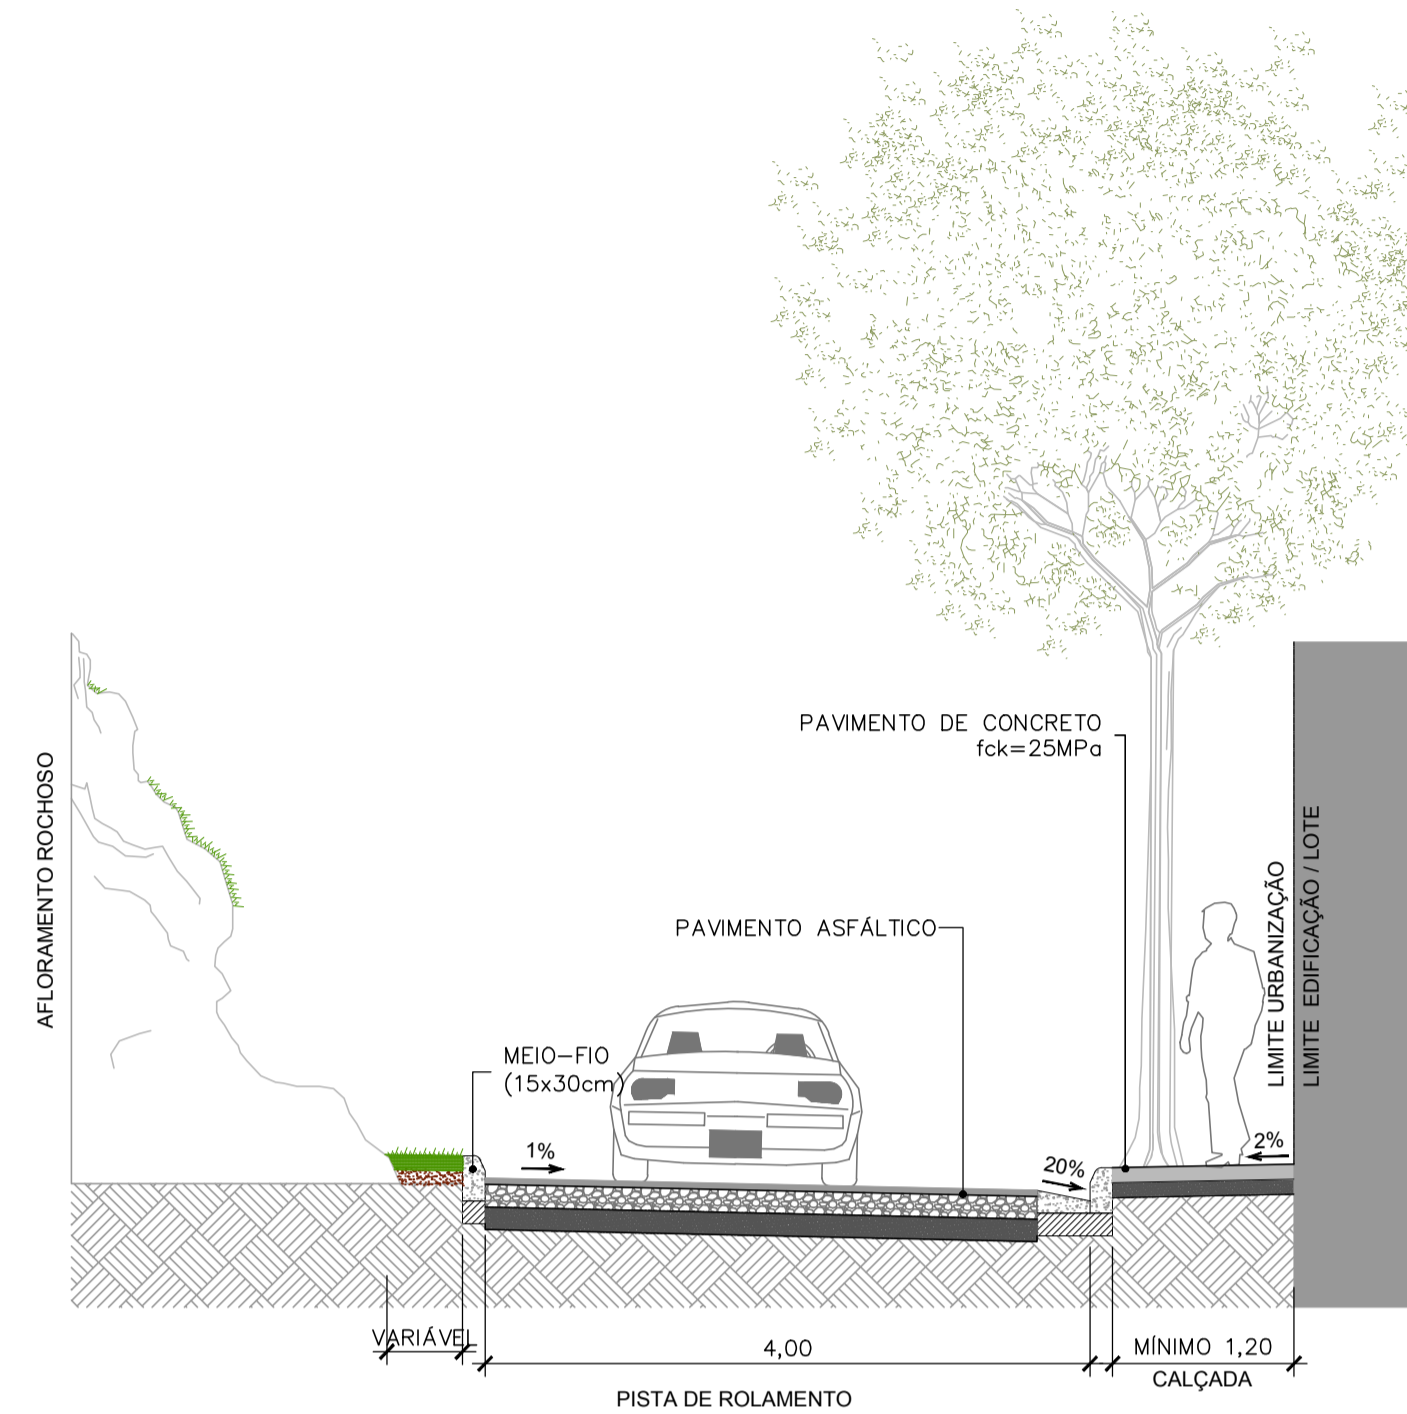 PAVIMENTO DE CONCRETO
fck=25MPa
AFLORAMENTO ROCHOSO
LIMITE URBANIZAÇÃO
LIMITE EDIFICAÇÃO / LOTE
PAVIMENTO ASFÁLTICO
MEIO-FIO
(15x30cm)
1%
20%
2%
VARIÁVEL
4,00
MÍNIMO 1,20
CALÇADA
PISTA DE ROLAMENTO